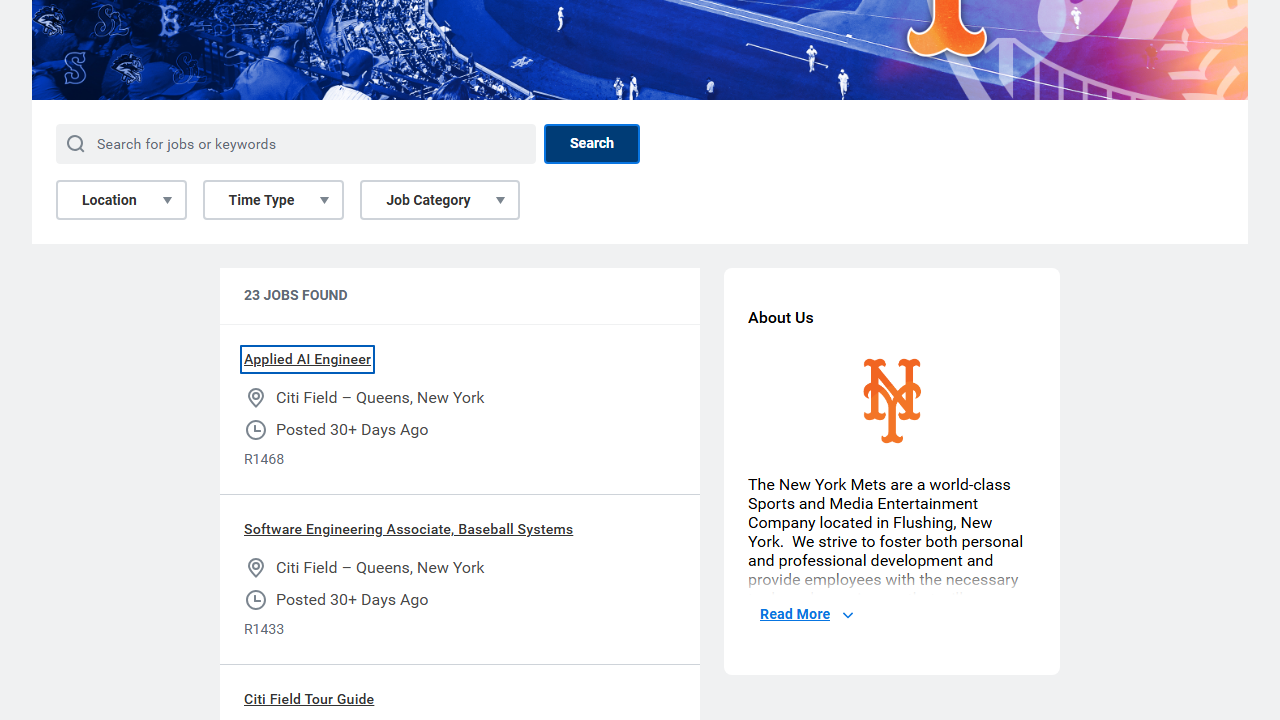 Search for jobs or keywords
Search
Location
Time Type
Job Category
23 JOBS FOUND
Applied AI Engineer
Citi Field – Queens, New York
Posted 30+ Days Ago
R1468
Software Engineering Associate, Baseball Systems
Citi Field – Queens, New York
Posted 30+ Days Ago
R1433
Citi Field Tour Guide
About Us
NY
The New York Mets are a world-class
Sports and Media Entertainment
Company located in Flushing, New
York.  We strive to foster both personal
and professional development and
provide employees with the necessary
Read More